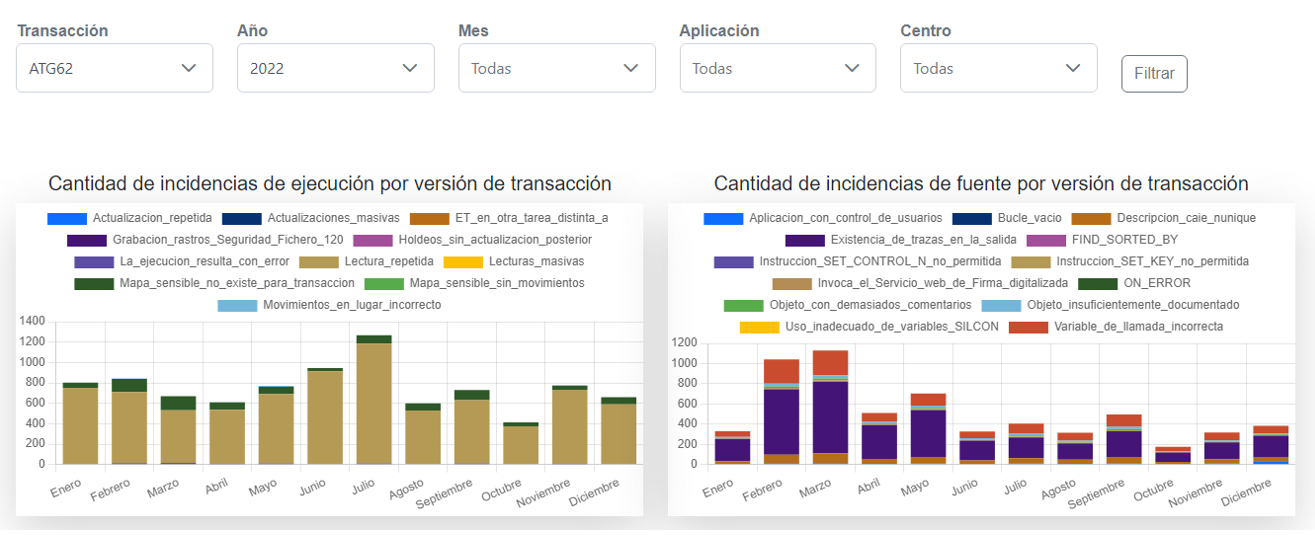 Transacción Año Mes Aplicación Centro
ATG62 2022 Todas Todas Todas Filtrar
Cantidad de incidencias de ejecución por versión de transacción
Actualizacion_repetida Actualizaciones_masivas ET_en_otra_tarea_distinta_a
Grabacion_rastros_Seguridad_Fichero_120 Holdeos_sin_actualizacion_posterior
La_ejecucion_resulta_con_error Lectura_repetida Lecturas_masivas
Mapa_sensible_no_existe_para_transaccion Mapa_sensible_sin_movimientos
Movimientos_en_lugar_incorrecto
1400
1200
1000
800
600
400
200
0
Enero Febrero Marzo Abril Mayo Junio Julio Agosto Septiembre Octubre Noviembre Diciembre
Cantidad de incidencias de fuente por versión de transacción
Aplicacion_con_control_de_usuarios Bucle_vacio Descripcion_caie_nunique
Existencia_de_trazas_en_la_salida FIND_SORTED_BY
Instruccion_SET_CONTROL_N_no_permitida Instruccion_SET_KEY_no_permitida
Invoca_el_Servicio_web_de_Firma_digitalizada ON_ERROR
Objeto_con_demasiados_comentarios Objeto_insuficientemente_documentado
Uso_inadecuado_de_variables_SILCON Variable_de_llamada_incorrecta
1200
1000
800
600
400
200
0
Enero Febrero Marzo Abril Mayo Junio Julio Agosto Septiembre Octubre Noviembre Diciembre